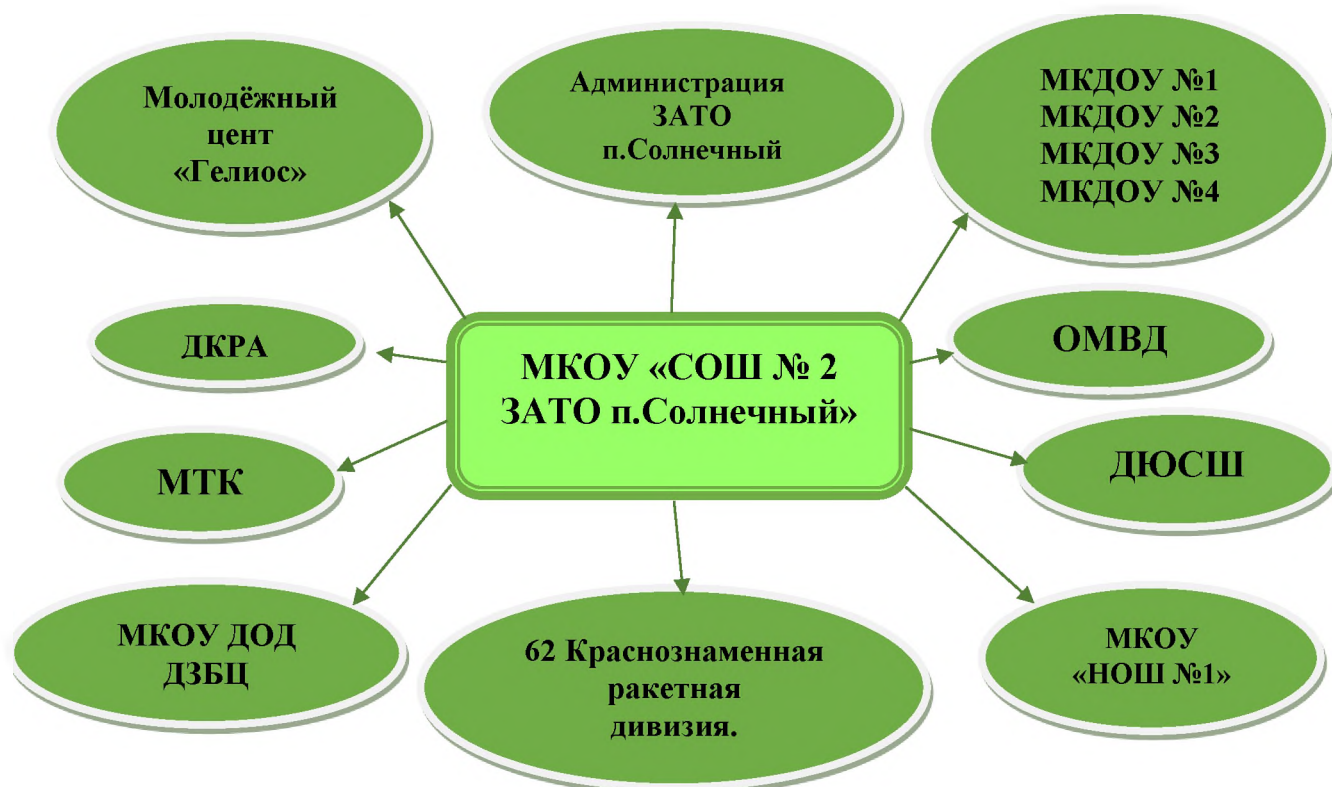 Молодёжный
цент
«Гелиос»
Администрация
ЗАТО
п.Солнечный
МКДОУ №1
МКДОУ №2
МКДОУ №3
МКДОУ №4
ДКРА
МКОУ «СОШ № 2
ЗАТО п.Солнечный»
ОМВД
МТК
ДЮСШ
МКОУ ДОД
ДЗБЦ
62 Краснознаменная
ракетная
дивизия.
МКОУ
«НОШ №1»